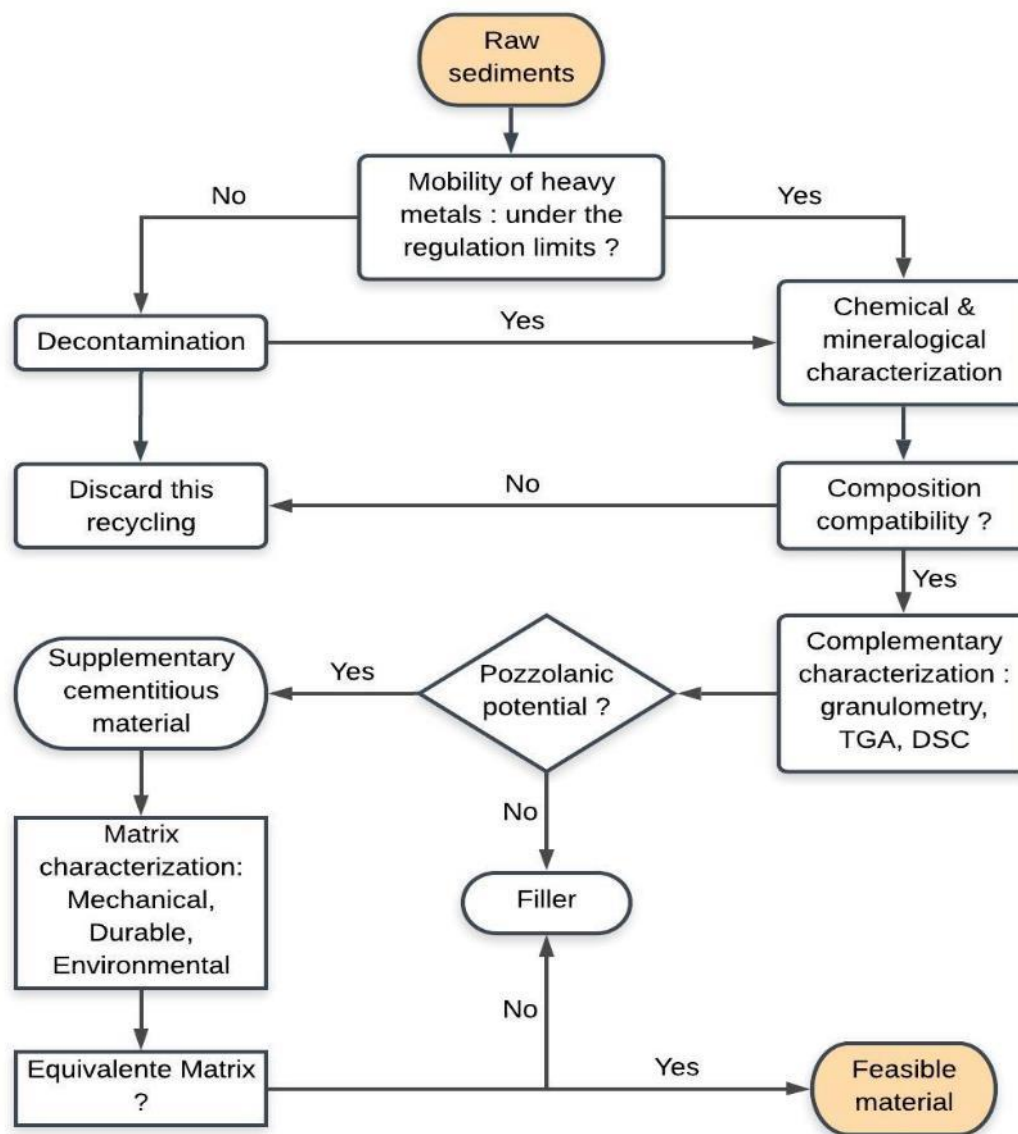 Raw
sediments
Mobility of heavy
metals : under the
regulation limits ?
No
Yes
Decontamination
Yes
Chemical &
mineralogical
characterization
Discard this
recycling
No
Composition
compatibility ?
Yes
Supplementary
cementitious
material
Yes
Pozzolanic
potential ?
Complementary
characterization :
granulometry,
TGA, DSC
No
Matrix
characterization:
Mechanical,
Durable,
Environmental
Filler
No
Equivalente Matrix
?
Yes
Feasible
material